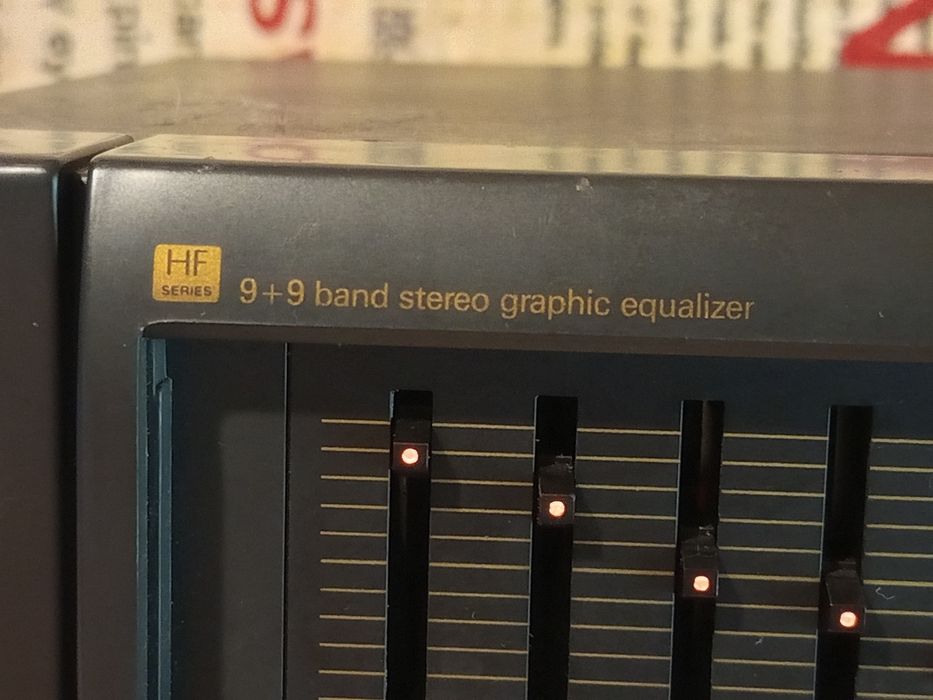 HF
SERIES
9+9 band stereo graphic equalizer